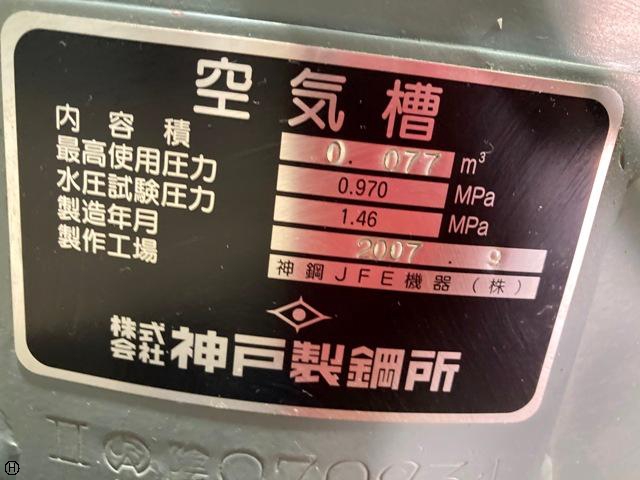 空気槽
内容積 0.077 m³
最高使用圧力 0.970 MPa
水圧試験圧力 1.46 MPa
製造年月 2007.9
製作工場 神鋼JFE機器(株)
株式会社 神戸製鋼所
H